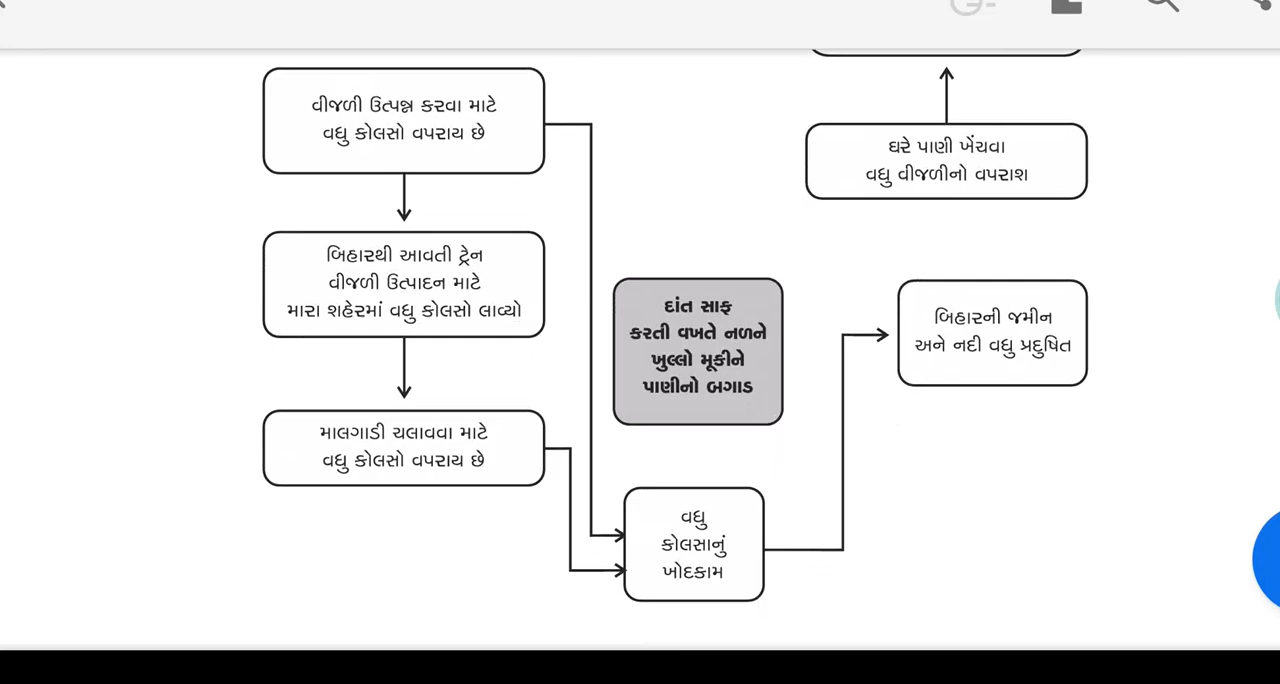 વીજળી ઉત્પન્ન કરવા માટે
વધુ કોલસો વપરાય છે
ઘરે પાણી ખેંચવા
વધુ વીજળીનો વપરાશ
બિહારથી આવતી ટ્રેન
વીજળી ઉત્પાદન માટે
મારા શહેરમાં વધુ કોલસો લાવ્યો
દાંત સાફ
કરતી વખતે નળને
ખુલ્લો મૂકીને
પાણીનો બગાડ
બિહારની જમીન
અને નદી વધુ પ્રદુષિત
માલગાડી ચલાવવા માટે
વધુ કોલસો વપરાય છે
વધુ
કોલસાનું
ખોદકામ